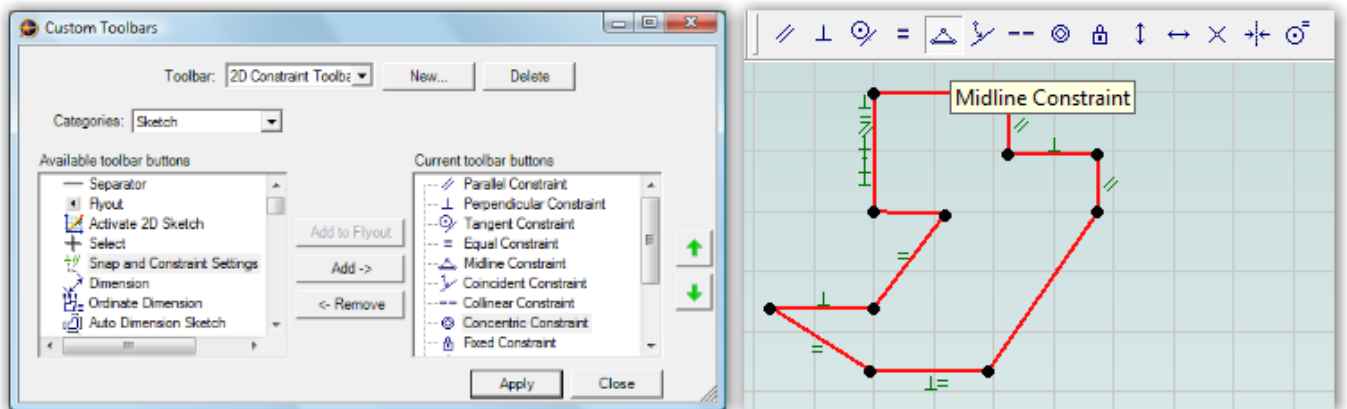 Custom Toolbars
Toolbar: 2D Constraint Toolba New... Delete
Categories: Sketch
Available toolbar buttons
Separator
Flyout
Activate 2D Sketch
Select
Snap and Constraint Settings
Dimension
Ordinate Dimension
Auto Dimension Sketch
Add to Flyout
Add ->
<- Remove
Current toolbar buttons
Parallel Constraint
Perpendicular Constraint
Tangent Constraint
Equal Constraint
Midline Constraint
Coincident Constraint
Collinear Constraint
Concentric Constraint
Fixed Constraint
Apply Close
Midline Constraint